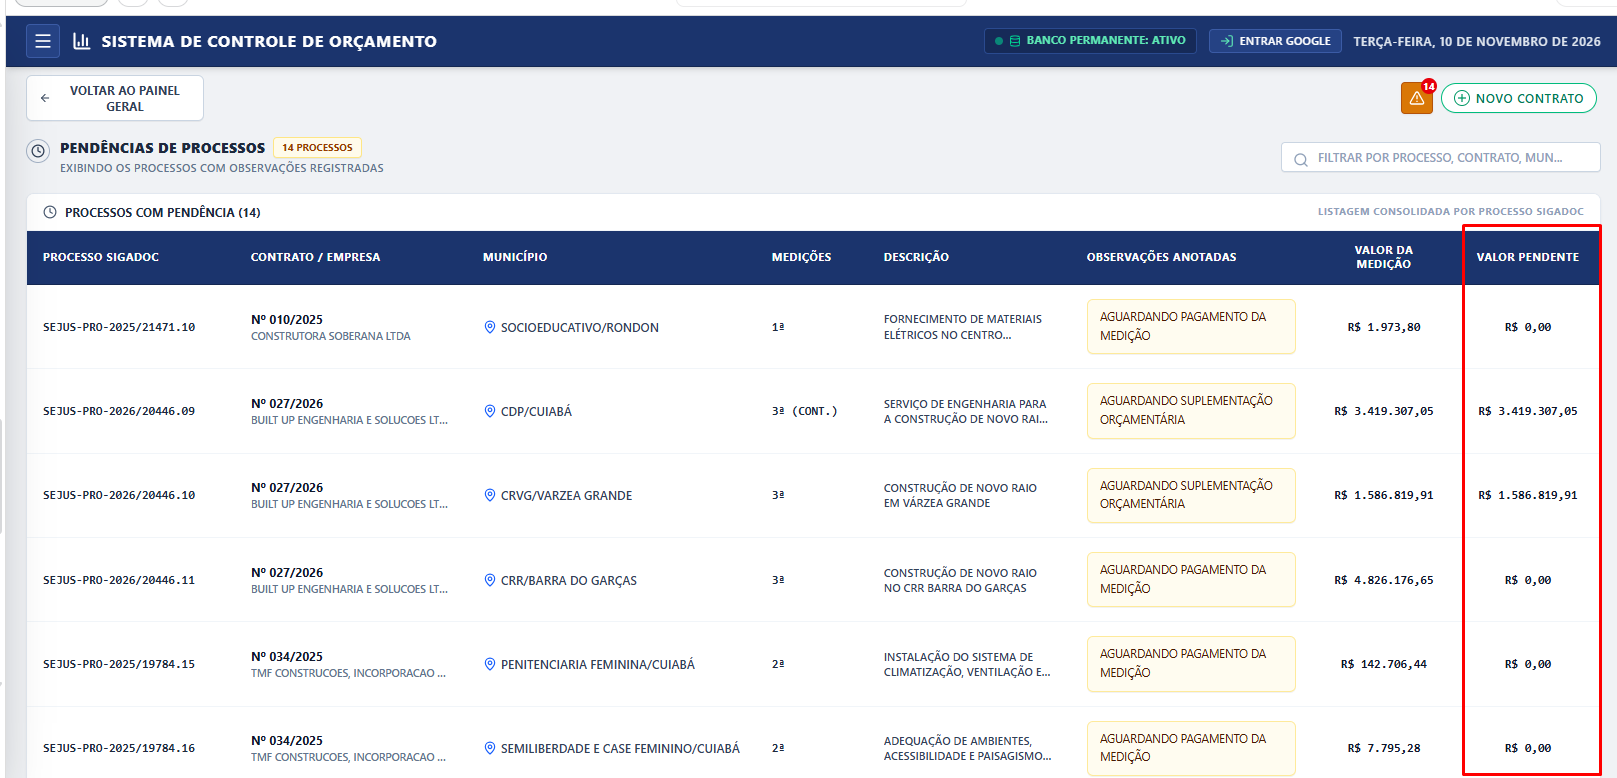 SISTEMA DE CONTROLE DE ORÇAMENTO
BANCO PERMANENTE: ATIVO
ENTRAR GOOGLE
TERÇA-FEIRA, 10 DE NOVEMBRO DE 2026
VOLTAR AO PAINEL
GERAL
14
NOVO CONTRATO
PENDÊNCIAS DE PROCESSOS
14 PROCESSOS
EXIBINDO OS PROCESSOS COM OBSERVAÇÕES REGISTRADAS
FILTRAR POR PROCESSO, CONTRATO, MUN...
PROCESSOS COM PENDÊNCIA (14)
LISTAGEM CONSOLIDADA POR PROCESSO SIGADOC
PROCESSO SIGADOC
CONTRATO / EMPRESA
MUNICÍPIO
MEDIÇÕES
DESCRIÇÃO
OBSERVAÇÕES ANOTADAS
VALOR DA
MEDIÇÃO
VALOR PENDENTE
SEJUS-PRO-2025/21471.10
Nº 010/2025
CONSTRUTORA SOBERANA LTDA
SOCIOEDUCATIVO/RONDON
1ª
FORNECIMENTO DE MATERIAIS
ELÉTRICOS NO CENTRO...
AGUARDANDO PAGAMENTO DA
MEDIÇÃO
R$ 1.973,80
R$ 0,00
SEJUS-PRO-2026/20446.09
Nº 027/2026
BUILT UP ENGENHARIA E SOLUCOES LT...
CDP/CUIABÁ
3ª (CONT.)
SERVIÇO DE ENGENHARIA PARA
A CONSTRUÇÃO DE NOVO RAI...
AGUARDANDO SUPLEMENTAÇÃO
ORÇAMENTÁRIA
R$ 3.419.307,05
R$ 3.419.307,05
SEJUS-PRO-2026/20446.10
Nº 027/2026
BUILT UP ENGENHARIA E SOLUCOES LT...
CRVG/VARZEA GRANDE
3ª
CONSTRUÇÃO DE NOVO RAIO
EM VÁRZEA GRANDE
AGUARDANDO SUPLEMENTAÇÃO
ORÇAMENTÁRIA
R$ 1.586.819,91
R$ 1.586.819,91
SEJUS-PRO-2026/20446.11
Nº 027/2026
BUILT UP ENGENHARIA E SOLUCOES LT...
CRR/BARRA DO GARÇAS
3ª
CONSTRUÇÃO DE NOVO RAIO
NO CRR BARRA DO GARÇAS
AGUARDANDO PAGAMENTO DA
MEDIÇÃO
R$ 4.826.176,65
R$ 0,00
SEJUS-PRO-2025/19784.15
Nº 034/2025
TMF CONSTRUCOES, INCORPORACAO ...
PENITENCIARIA FEMININA/CUIABÁ
2ª
INSTALAÇÃO DO SISTEMA DE
CLIMATIZAÇÃO, VENTILAÇÃO E...
AGUARDANDO PAGAMENTO DA
MEDIÇÃO
R$ 142.706,44
R$ 0,00
SEJUS-PRO-2025/19784.16
Nº 034/2025
TMF CONSTRUCOES, INCORPORACAO ...
SEMILIBERDADE E CASE FEMININO/CUIABÁ
2ª
ADEQUAÇÃO DE AMBIENTES,
ACESSIBILIDADE E PAISAGISMO...
AGUARDANDO PAGAMENTO DA
MEDIÇÃO
R$ 7.795,28
R$ 0,00